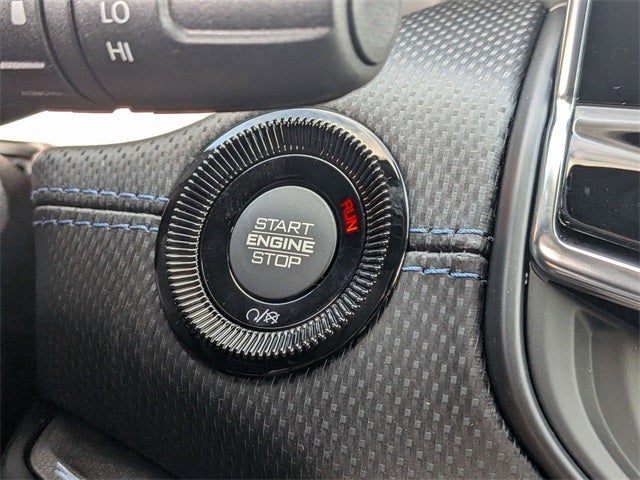 LO
HI
RUN
START
ENGINE
STOP